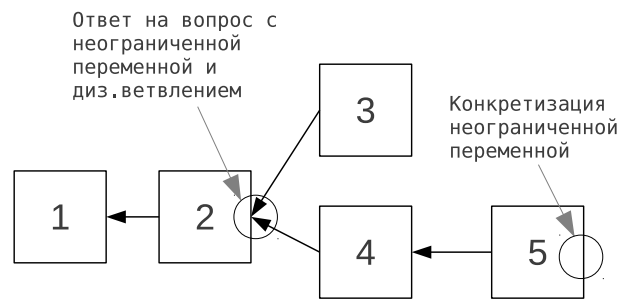 Ответ на вопрос с
неограниченной
переменной и
диз.ветвлением
3
Конкретизация
неограниченной
переменной
1
2
4
5